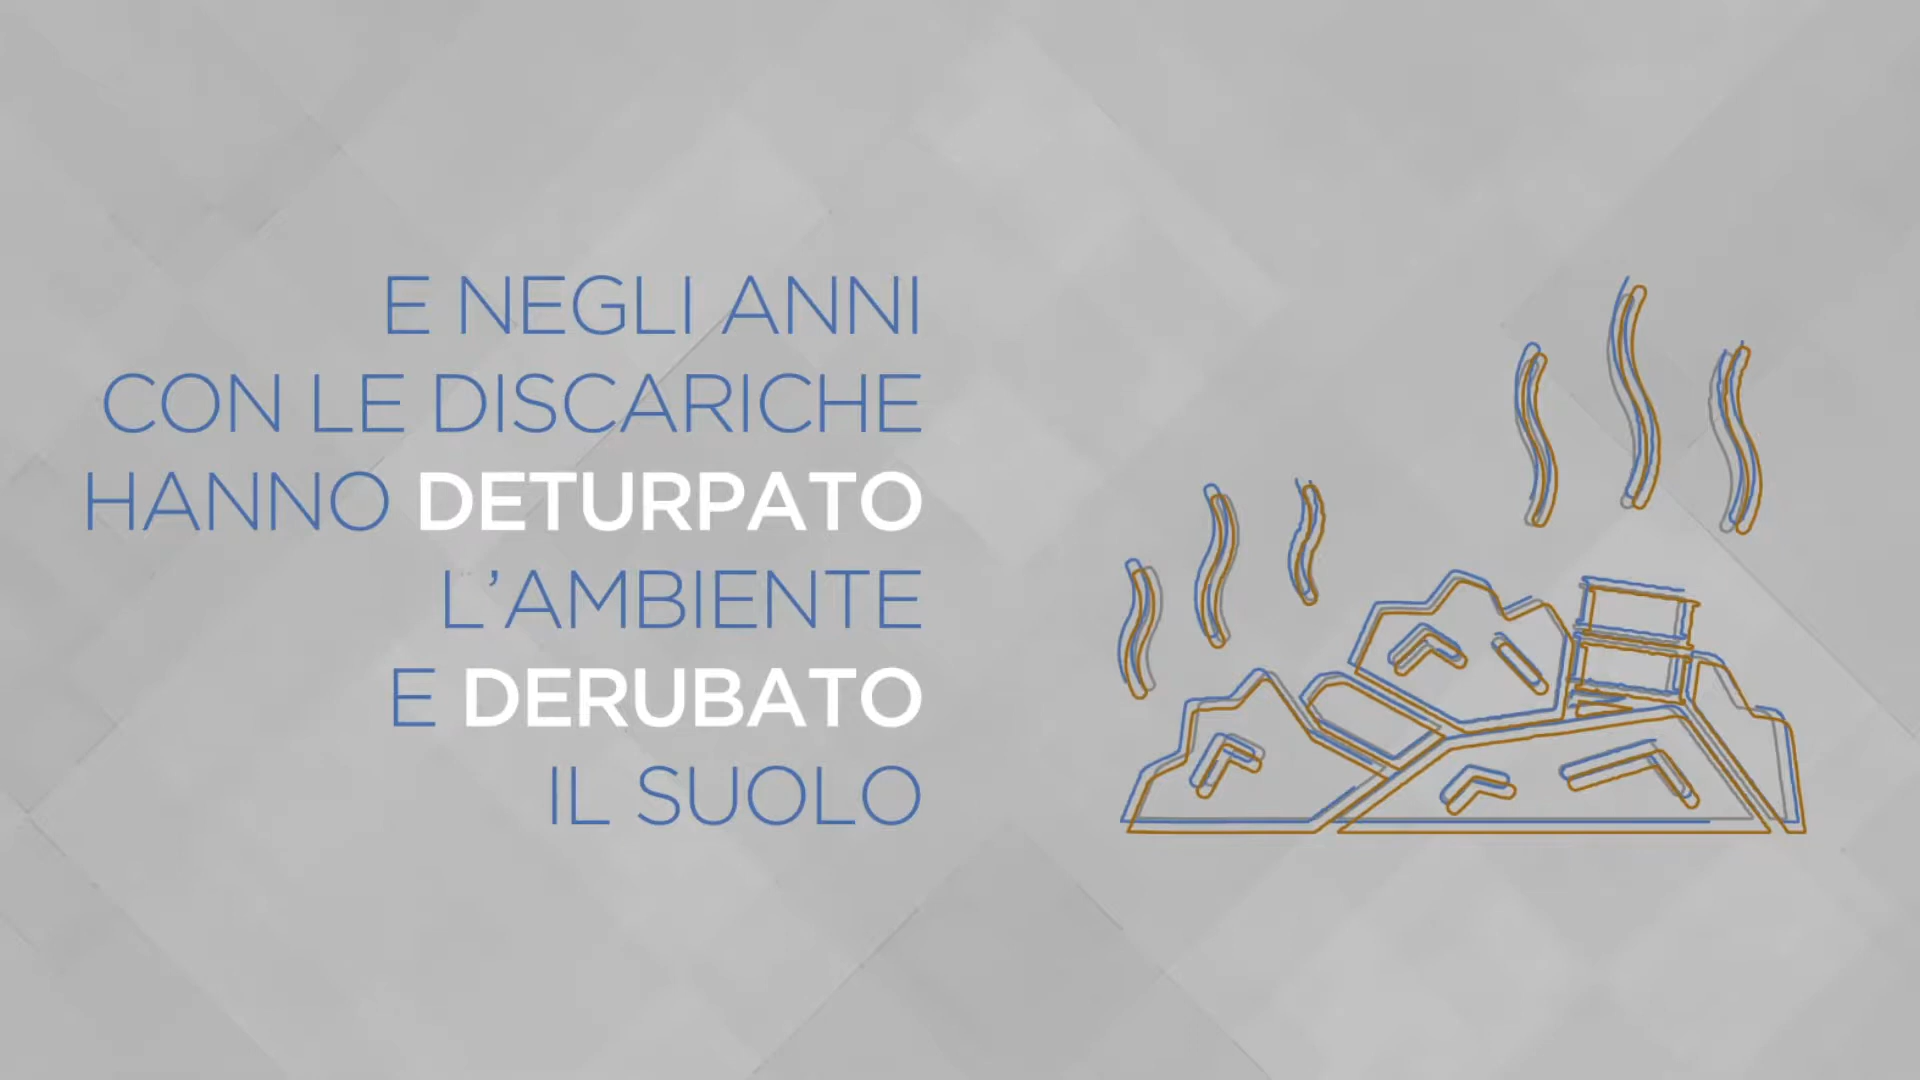 E NEGLI ANNI
CON LE DISCARICHE
HANNO DETURPATO
L’AMBIENTE
E DERUBATO
IL SUOLO